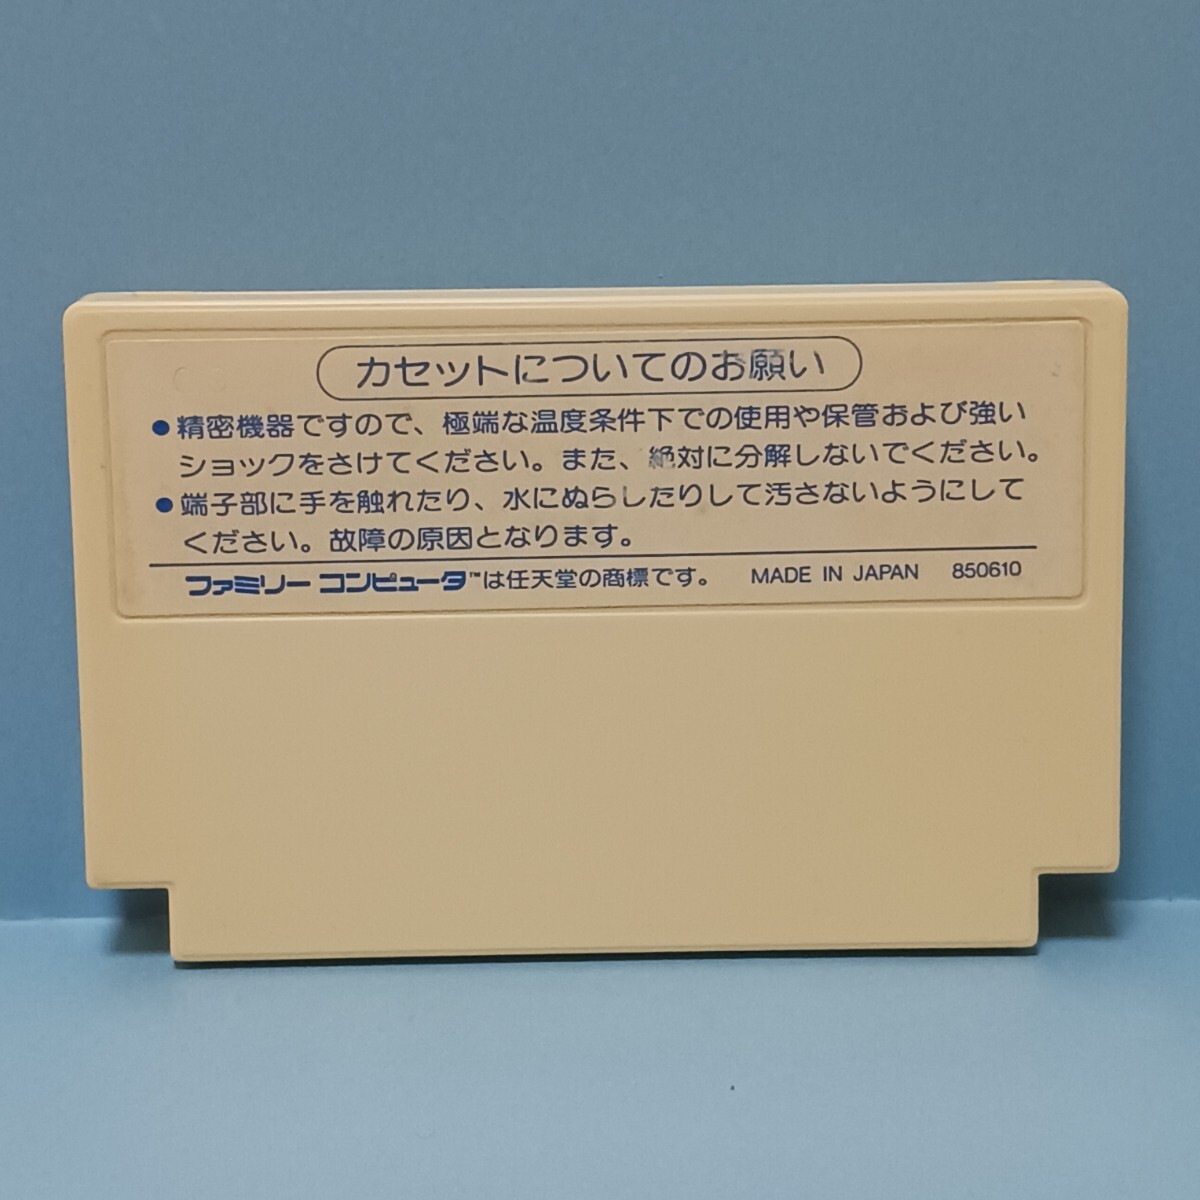 カセットについてのお願い
●精密機器ですので、極端な温度条件下での使用や保管および強い
ショックをさけてください。また、絶対に分解しないでください。
●端子部に手を触れたり、水にぬらしたりして汚さないようにして
ください。故障の原因となります。
ファミリー コンピュータ™は任天堂の商標です。 MADE IN JAPAN 850610